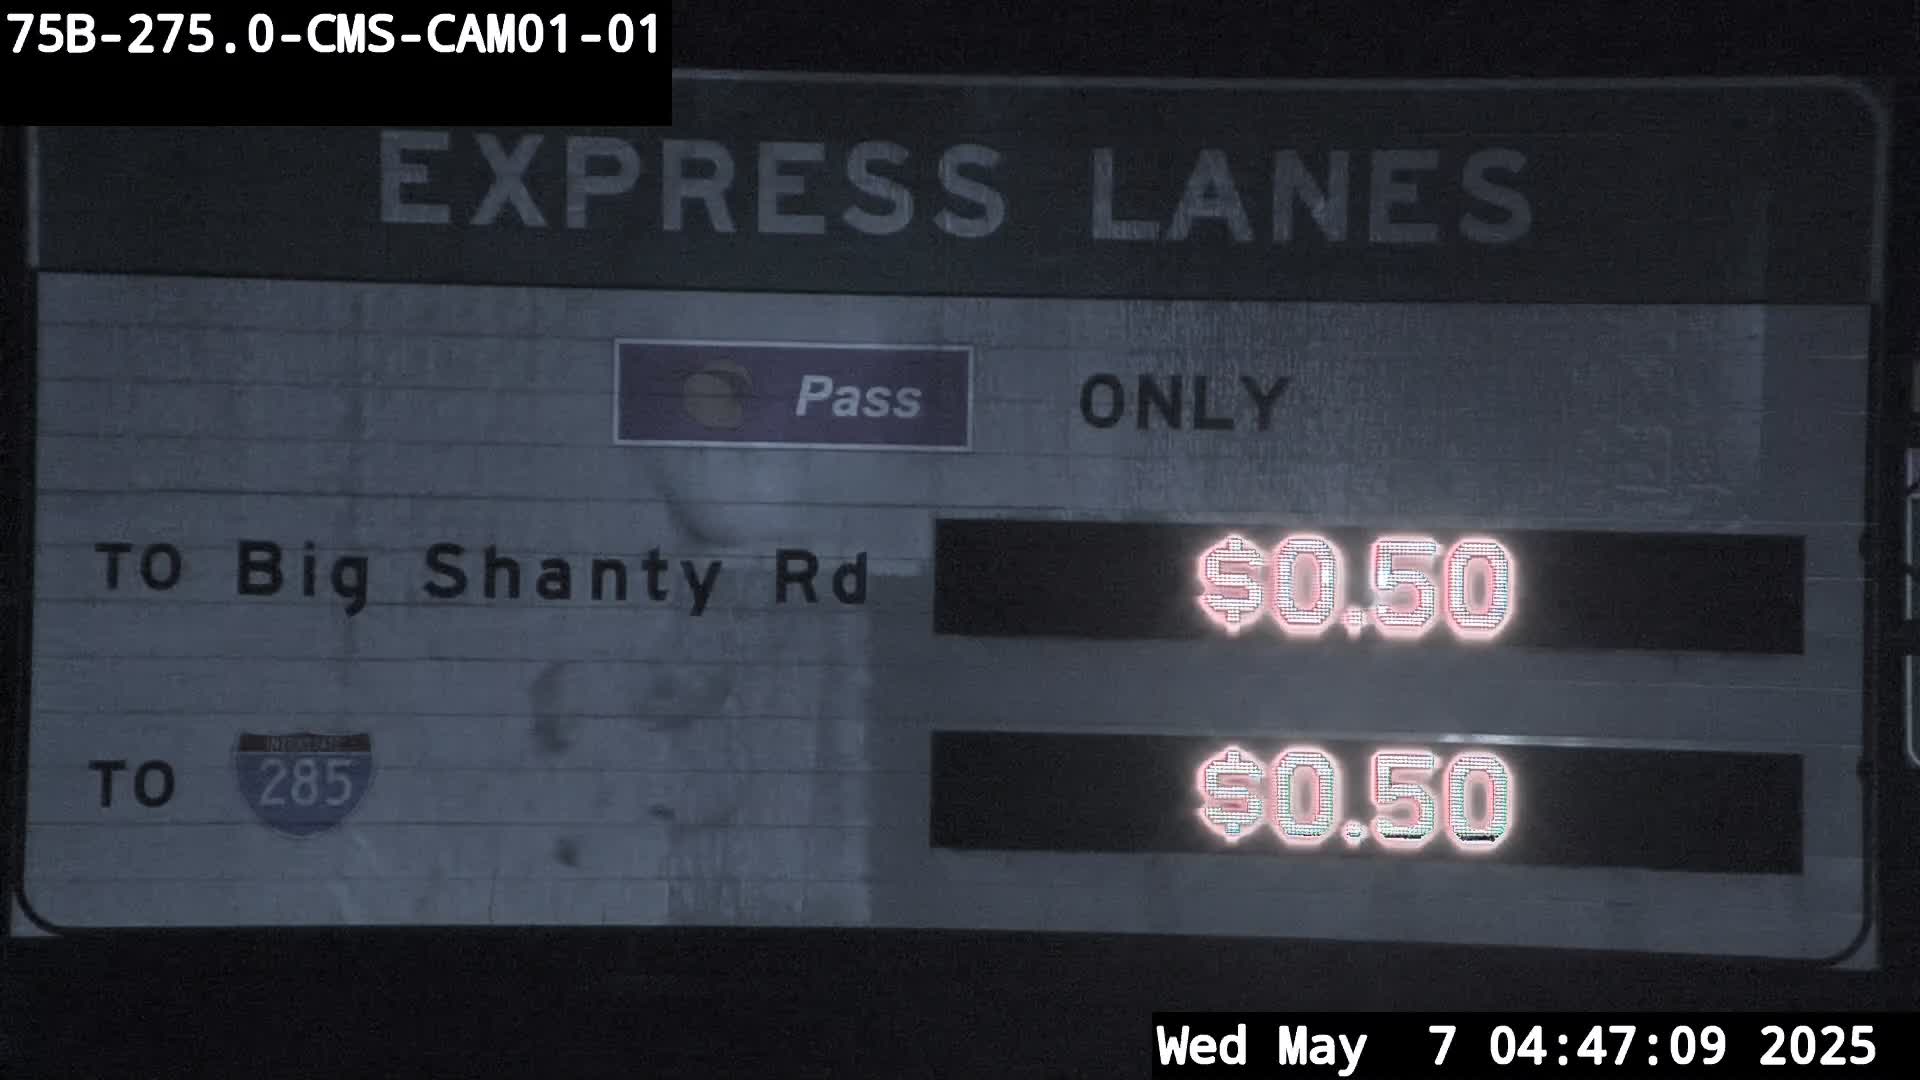 75B-275.0-CMS-CAM01-01
EXPRESS LANES
Pass ONLY
TO Big Shanty Rd $0.50
INTERSTATE
TO 285 $0.50
Wed May 7 04:47:09 2025